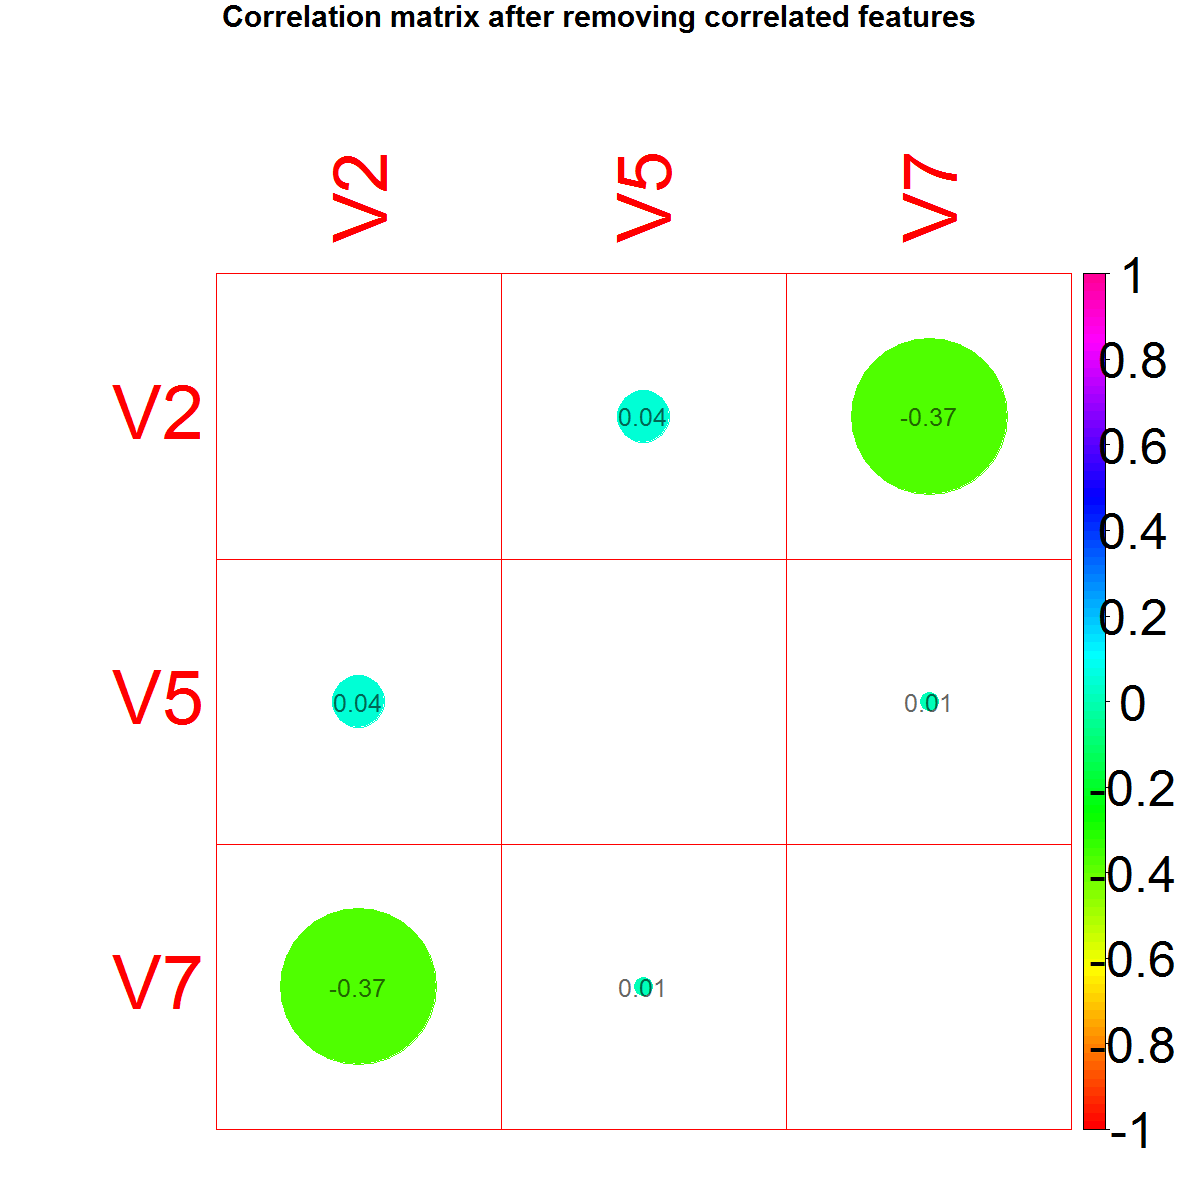 Correlation matrix after removing correlated features
V2 V5 V7
1
0.8
V2 0.04 -0.37
0.6
0.4
0.2
V5 0.04 0.01 0
-0.2
-0.4
-0.6
V7 -0.37 0.01
-0.8
-1